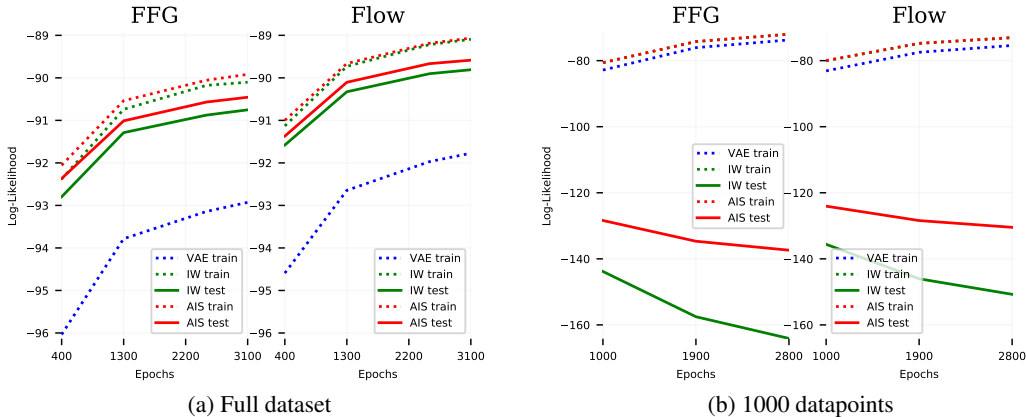 FFG
Flow
FFG
Flow
−89
−90
−91
−92
−93
−94
−95
−96
Log-Likelihood
400 1300 2200 3100
Epochs
VAE train
IW train
IW test
AIS train
AIS test
−89
−90
−91
−92
−93
−94
−95
−96
400 1300 2200 3100
Epochs
VAE train
IW train
IW test
AIS train
AIS test
−80
−100
−120
−140
−160
Log-Likelihood
1000 1900 2800
Epochs
VAE train
IW train
IW test
AIS train
AIS test
−80
−100
−120
−140
−160
1000 1900 2800
Epochs
VAE train
IW train
IW test
AIS train
AIS test
(a) Full dataset
(b) 1000 datapoints